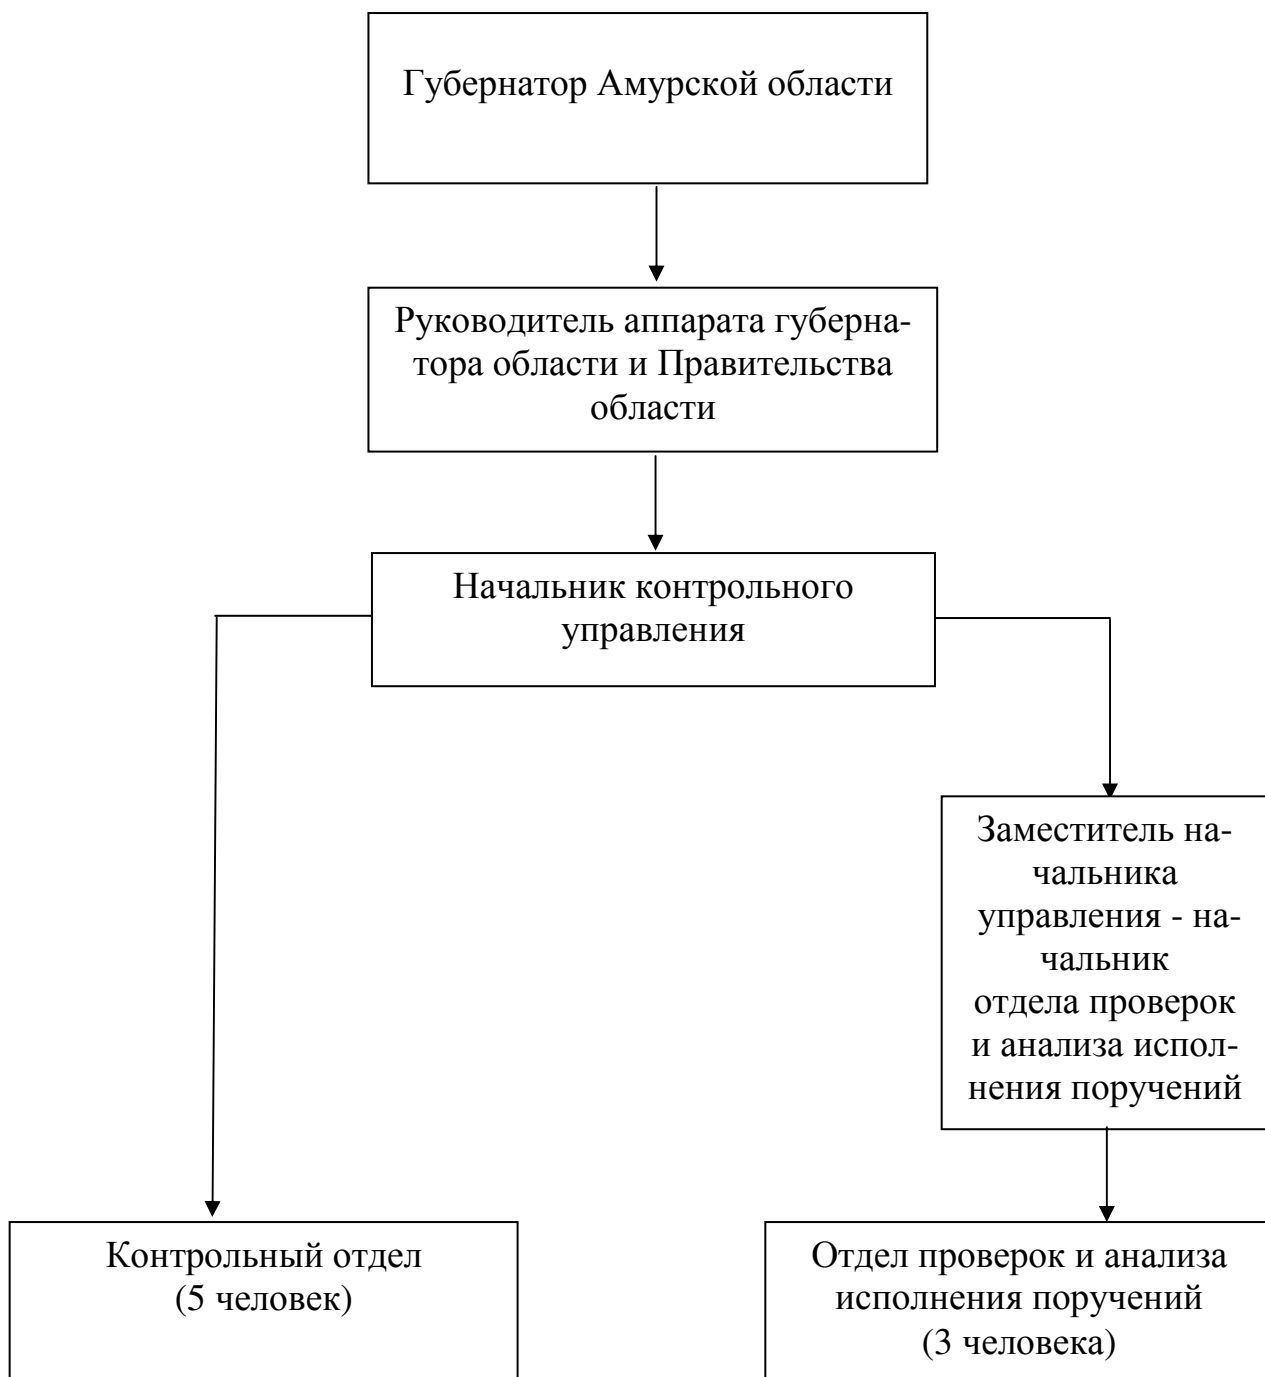 Губернатор Амурской области
Руководитель аппарата губерна-
тора области и Правительства
области
Начальник контрольного
управления
Заместитель на-
чальника
управления - на-
чальник
отдела проверок
и анализа испол-
нения поручений
Контрольный отдел
(5 человек)
Отдел проверок и анализа
исполнения поручений
(3 человека)